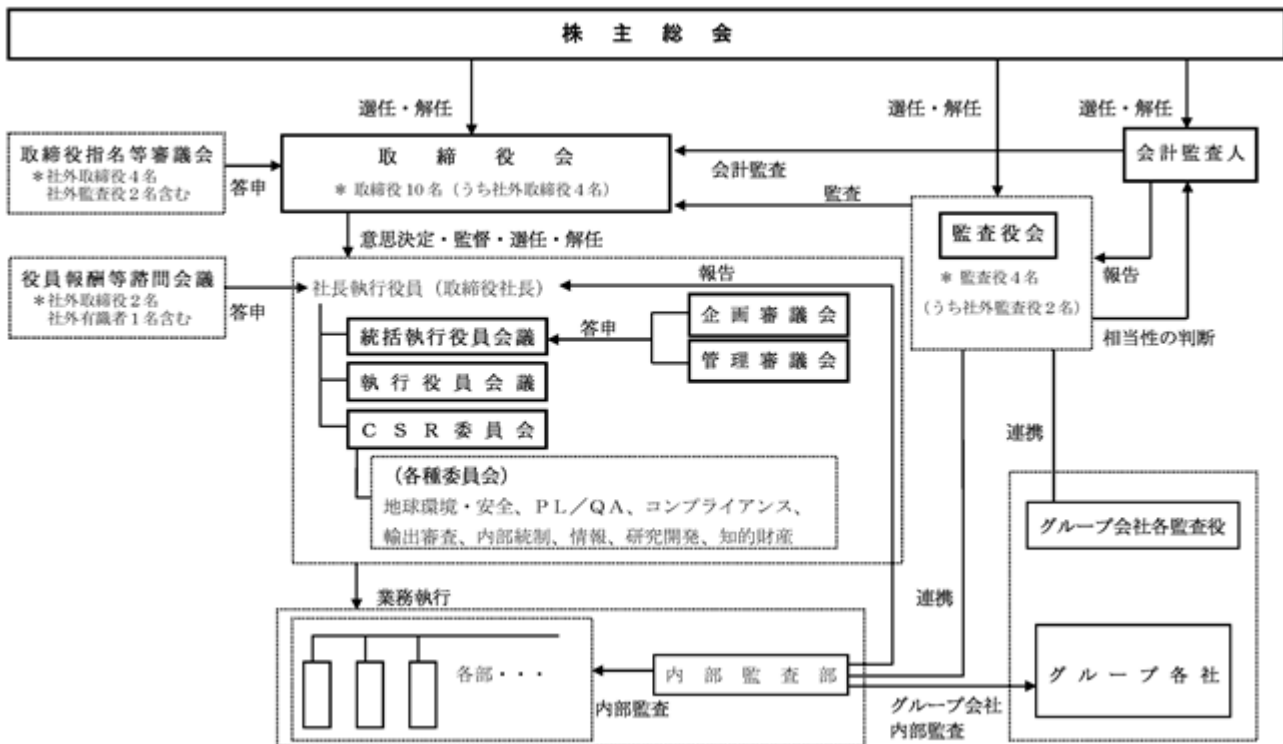 株主総会
選任・解任
選任・解任
選任・解任
取締役指名等審議会
＊社外取締役４名
社外監査役２名含む
答申
取締役会
＊ 取締役10名（うち社外取締役４名）
会計監査
会計監査人
監査
監査役会
＊ 監査役４名
（うち社外監査役２名）
報告
相当性の判断
意思決定・監督・選任・解任
役員報酬等諮問会議
＊社外取締役２名
社外有識者１名含む
答申
社長執行役員（取締役社長）
報告
統括執行役員会議
答申
企画審議会
管理審議会
執行役員会議
ＣＳＲ委員会
（各種委員会）
地球環境・安全、ＰＬ／ＱＡ、コンプライアンス、
輸出審査、内部統制、情報、研究開発、知的財産
連携
グループ会社各監査役
業務執行
連携
各部・・・
内部監査部
内部監査
グループ会社
内部監査
グループ各社